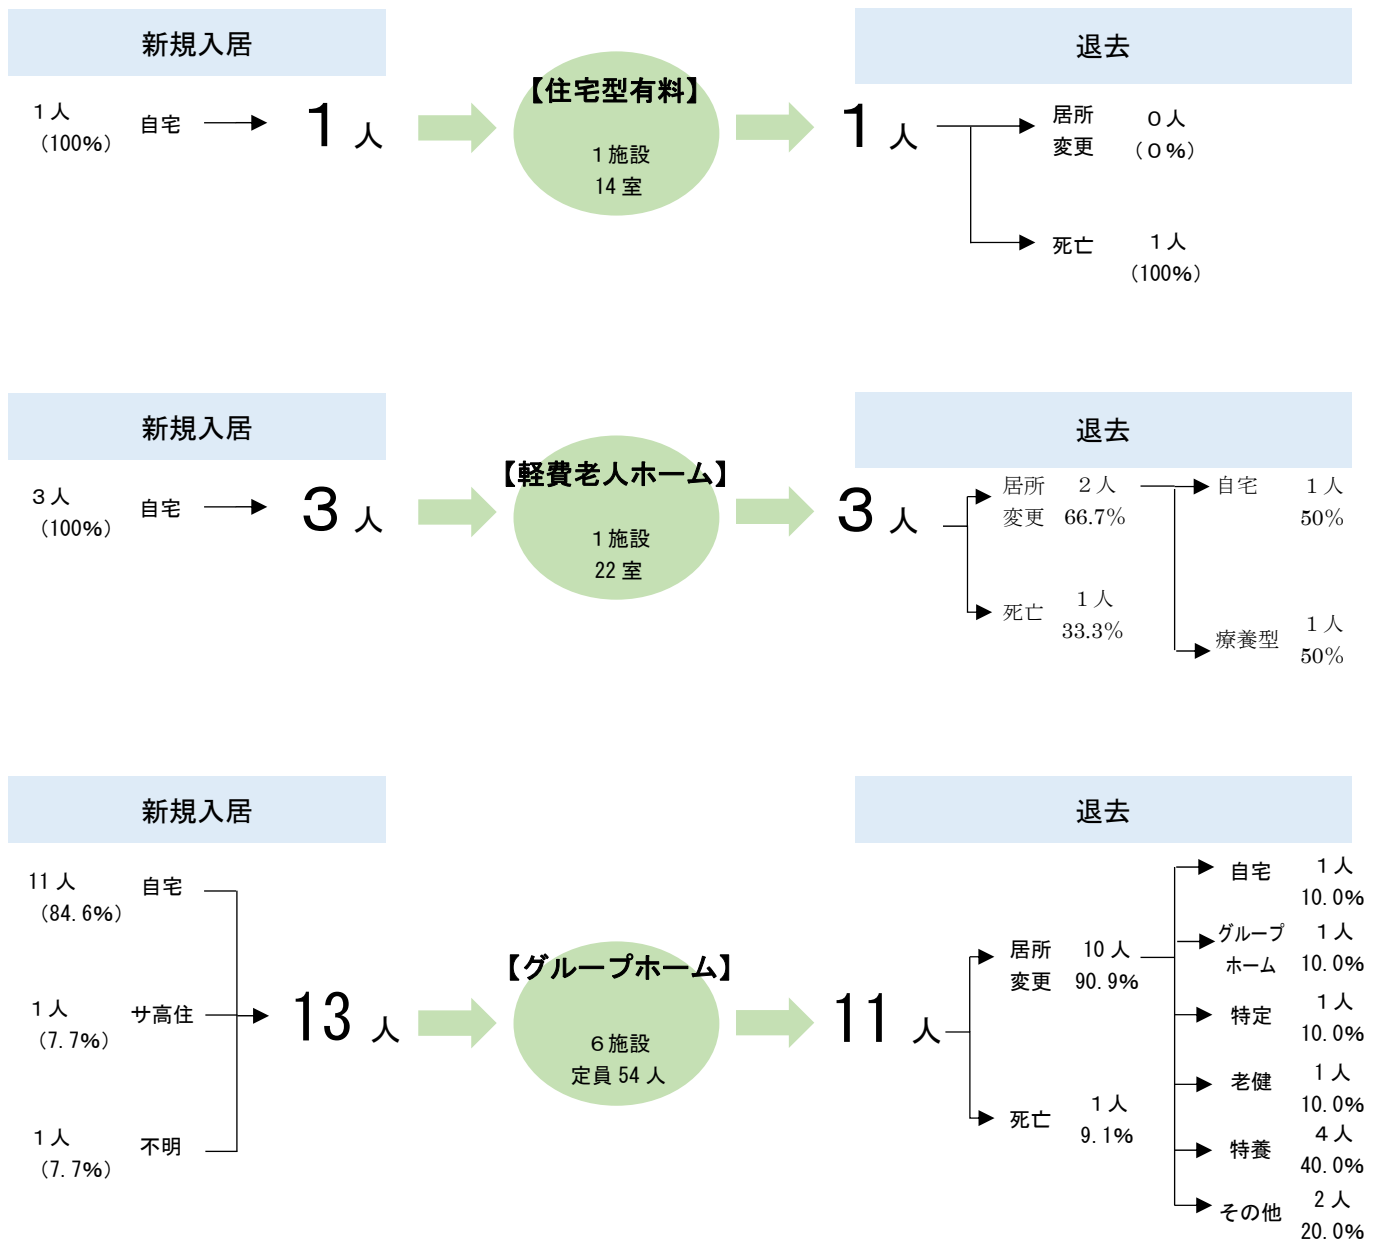 新規入居
退去
【住宅型有料】
1人
（100%）
自宅
1人
1施設
14室
1人
居所
変更
0人
（0%）
死亡
1人
（100%）
新規入居
退去
【軽費老人ホーム】
3人
（100%）
自宅
3人
1施設
22室
3人
居所
変更
2人
66.7%
死亡
1人
33.3%
自宅
1人
50%
療養型
1人
50%
新規入居
退去
11人
（84.6%）
自宅
1人
（7.7%）
サ高住
1人
（7.7%）
不明
13人
【グループホーム】
6施設
定員54人
11人
居所
変更
10人
90.9%
死亡
1人
9.1%
自宅
1人
10.0%
グループ
ホーム
1人
10.0%
特定
1人
10.0%
老健
1人
10.0%
特養
4人
40.0%
その他
2人
20.0%